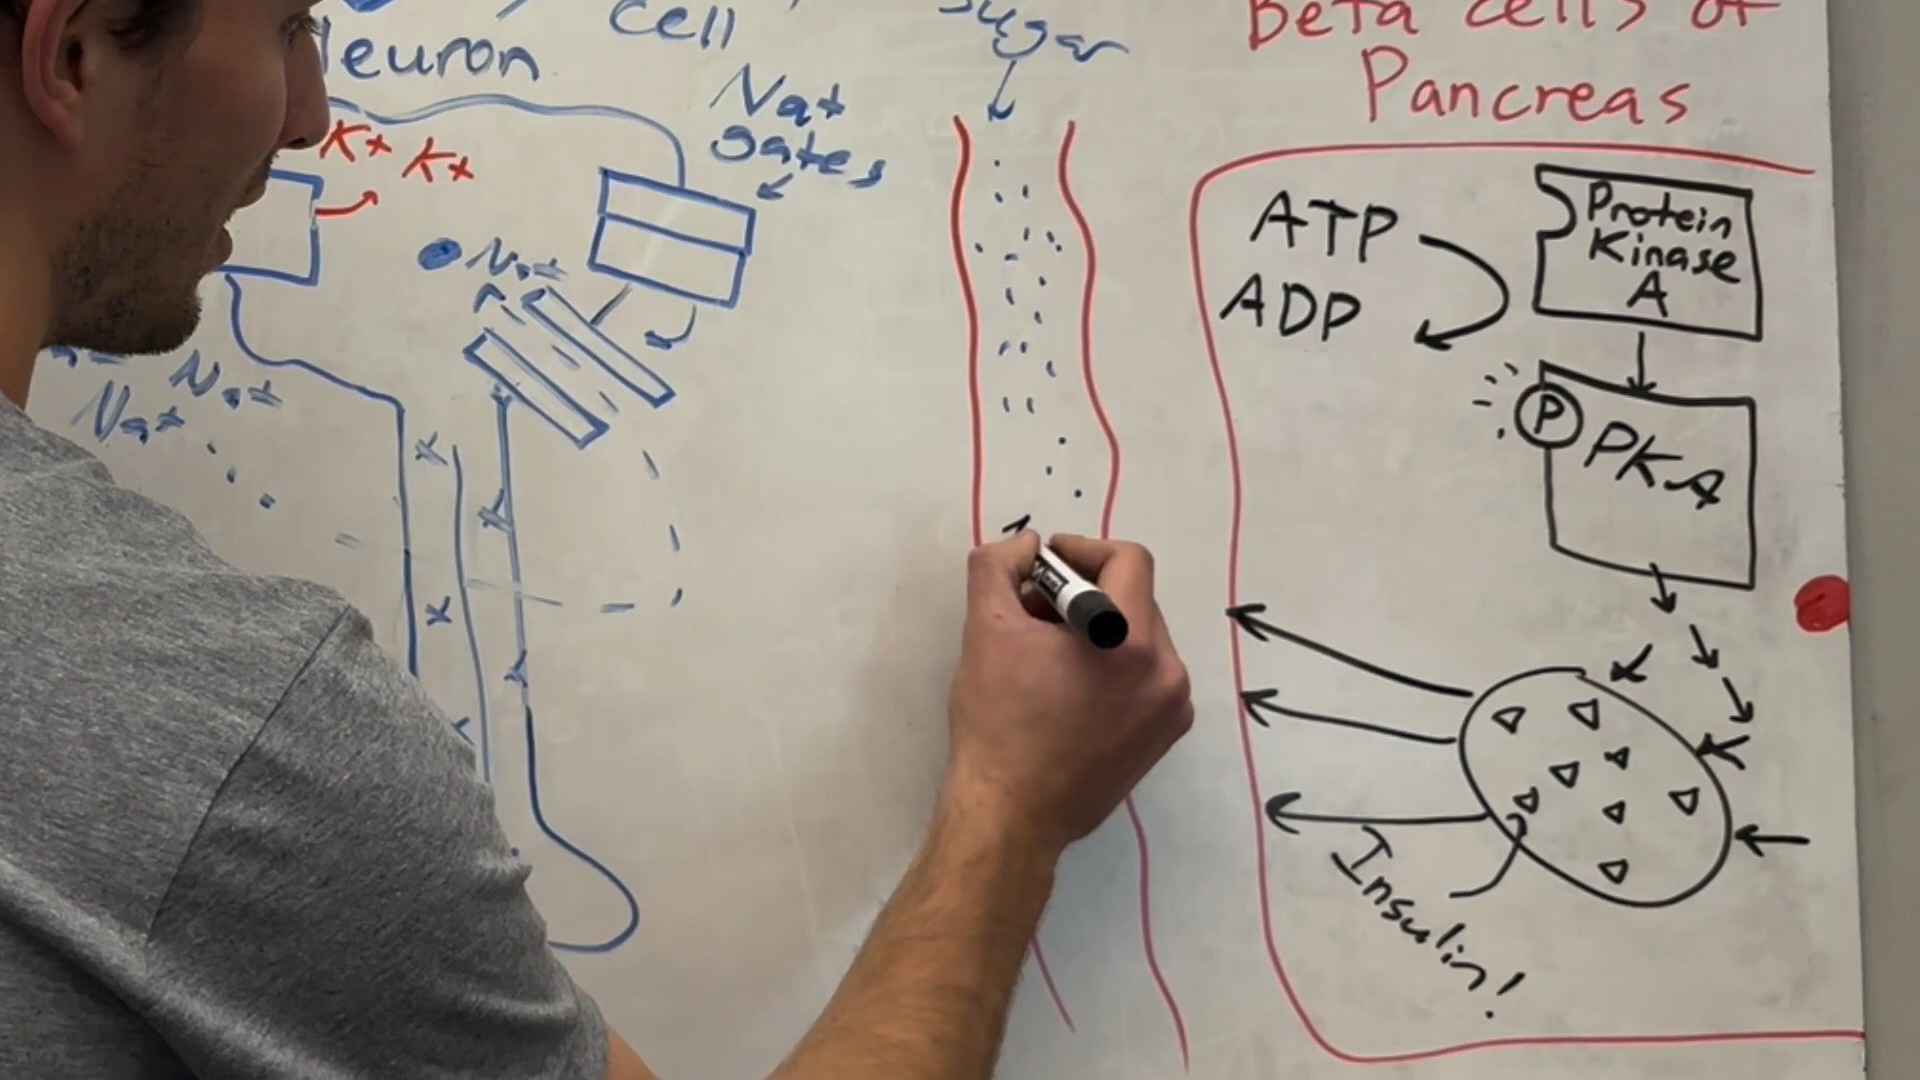 Cell
Neuron
Na+
gates
K+ K+
Na+
Na+
Na+
Sugar
Beta Cells of
Pancreas
ATP
ADP
Protein
Kinase
A
P
PKA
Insulin!